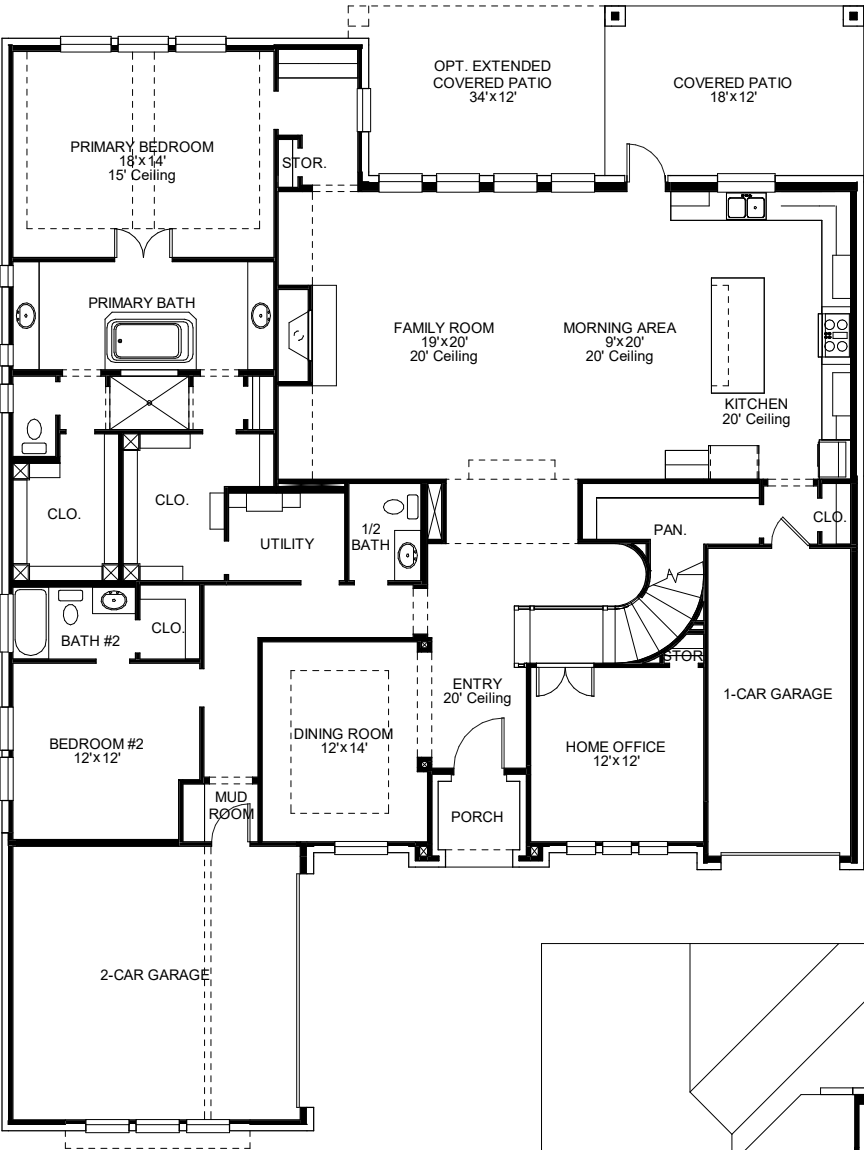 OPT. EXTENDED
COVERED PATIO
34'x12'
COVERED PATIO
18'x12'
PRIMARY BEDROOM
18'x14'
15' Ceiling
STOR.
PRIMARY BATH
FAMILY ROOM
19'x20'
20' Ceiling
MORNING AREA
9'x20'
20' Ceiling
KITCHEN
20' Ceiling
CLO.
CLO.
UTILITY
1/2
BATH
PAN.
CLO.
BATH #2
CLO.
STOR.
ENTRY
20' Ceiling
1-CAR GARAGE
BEDROOM #2
12'x12'
DINING ROOM
12'x14'
HOME OFFICE
12'x12'
MUD
ROOM
PORCH
2-CAR GARAGE